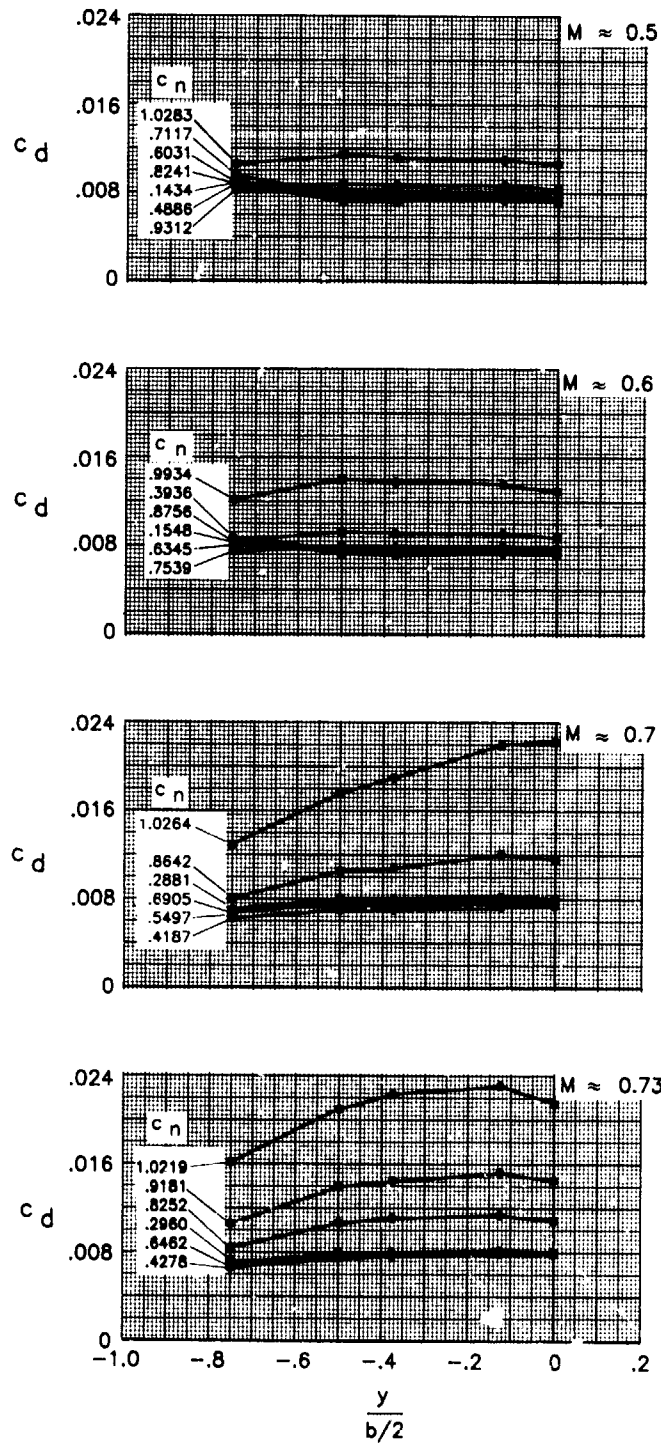 .024
M ≈ 0.5
c n
.016
1.0283
.7117
c d
.6031
.8241
.008
.1434
.4886
.9312
0
.024
M ≈ 0.6
c n
.016
.9934
.3936
c d
.8756
.1548
.008
.6345
.7539
0
.024
M ≈ 0.7
c n
.016
1.0264
.8642
c d
.2881
.6905
.008
.5497
.4187
0
.024
M ≈ 0.73
c n
.016
1.0219
.9181
c d
.8252
.2960
.008
.6462
.4278
0
-1.0 -.8 -.6 -.4 -.2 0 .2
y
b/2